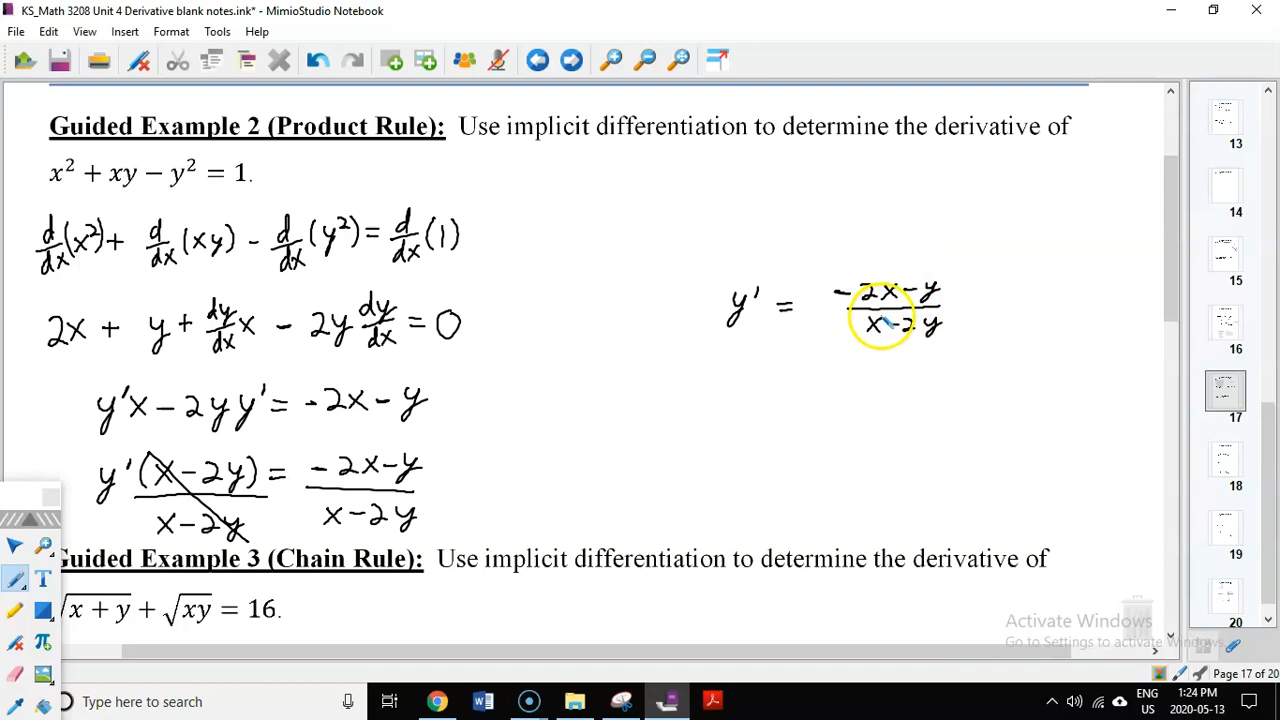 KS_Math 3208 Unit 4 Derivative blank notes.ink* - MimioStudio Notebook
File Edit View Insert Format Tools Help
Guided Example 2 (Product Rule): Use implicit differentiation to determine the derivative of
x² + xy − y² = 1.
d/dx (x²) + d/dx (xy) - d/dx (y²) = d/dx (1)
2x + y + dy/dx x - 2y dy/dx = 0
y'x - 2yy' = -2x - y
y'(x - 2y) / x - 2y = -2x - y / x - 2y
y' = -2x - y / x - 2y
Guided Example 3 (Chain Rule): Use implicit differentiation to determine the derivative of
√x + y + √xy = 16.
13
14
15
16
17
18
19
20
Activate Windows
Go to Settings to activate Windows.
Page 17 of 20
Type here to search
ENG
US
1:24 PM
2020-05-13